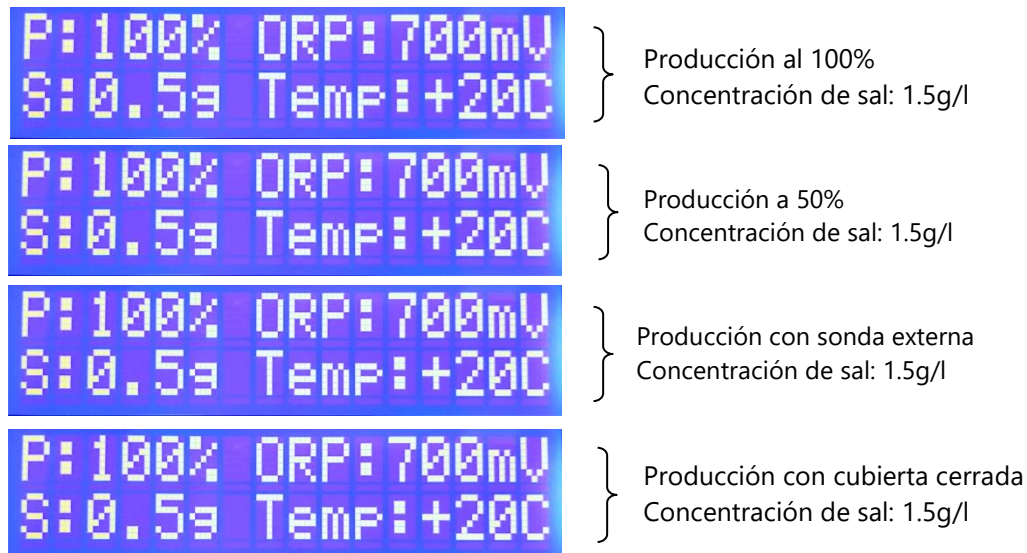 P:100% ORP:700mV
S:0.5g Temp:+20C
Producción al 100%
Concentración de sal: 1.5g/l
P:100% ORP:700mV
S:0.5g Temp:+20C
Producción a 50%
Concentración de sal: 1.5g/l
P:100% ORP:700mV
S:0.5g Temp:+20C
Producción con sonda externa
Concentración de sal: 1.5g/l
P:100% ORP:700mV
S:0.5g Temp:+20C
Producción con cubierta cerrada
Concentración de sal: 1.5g/l